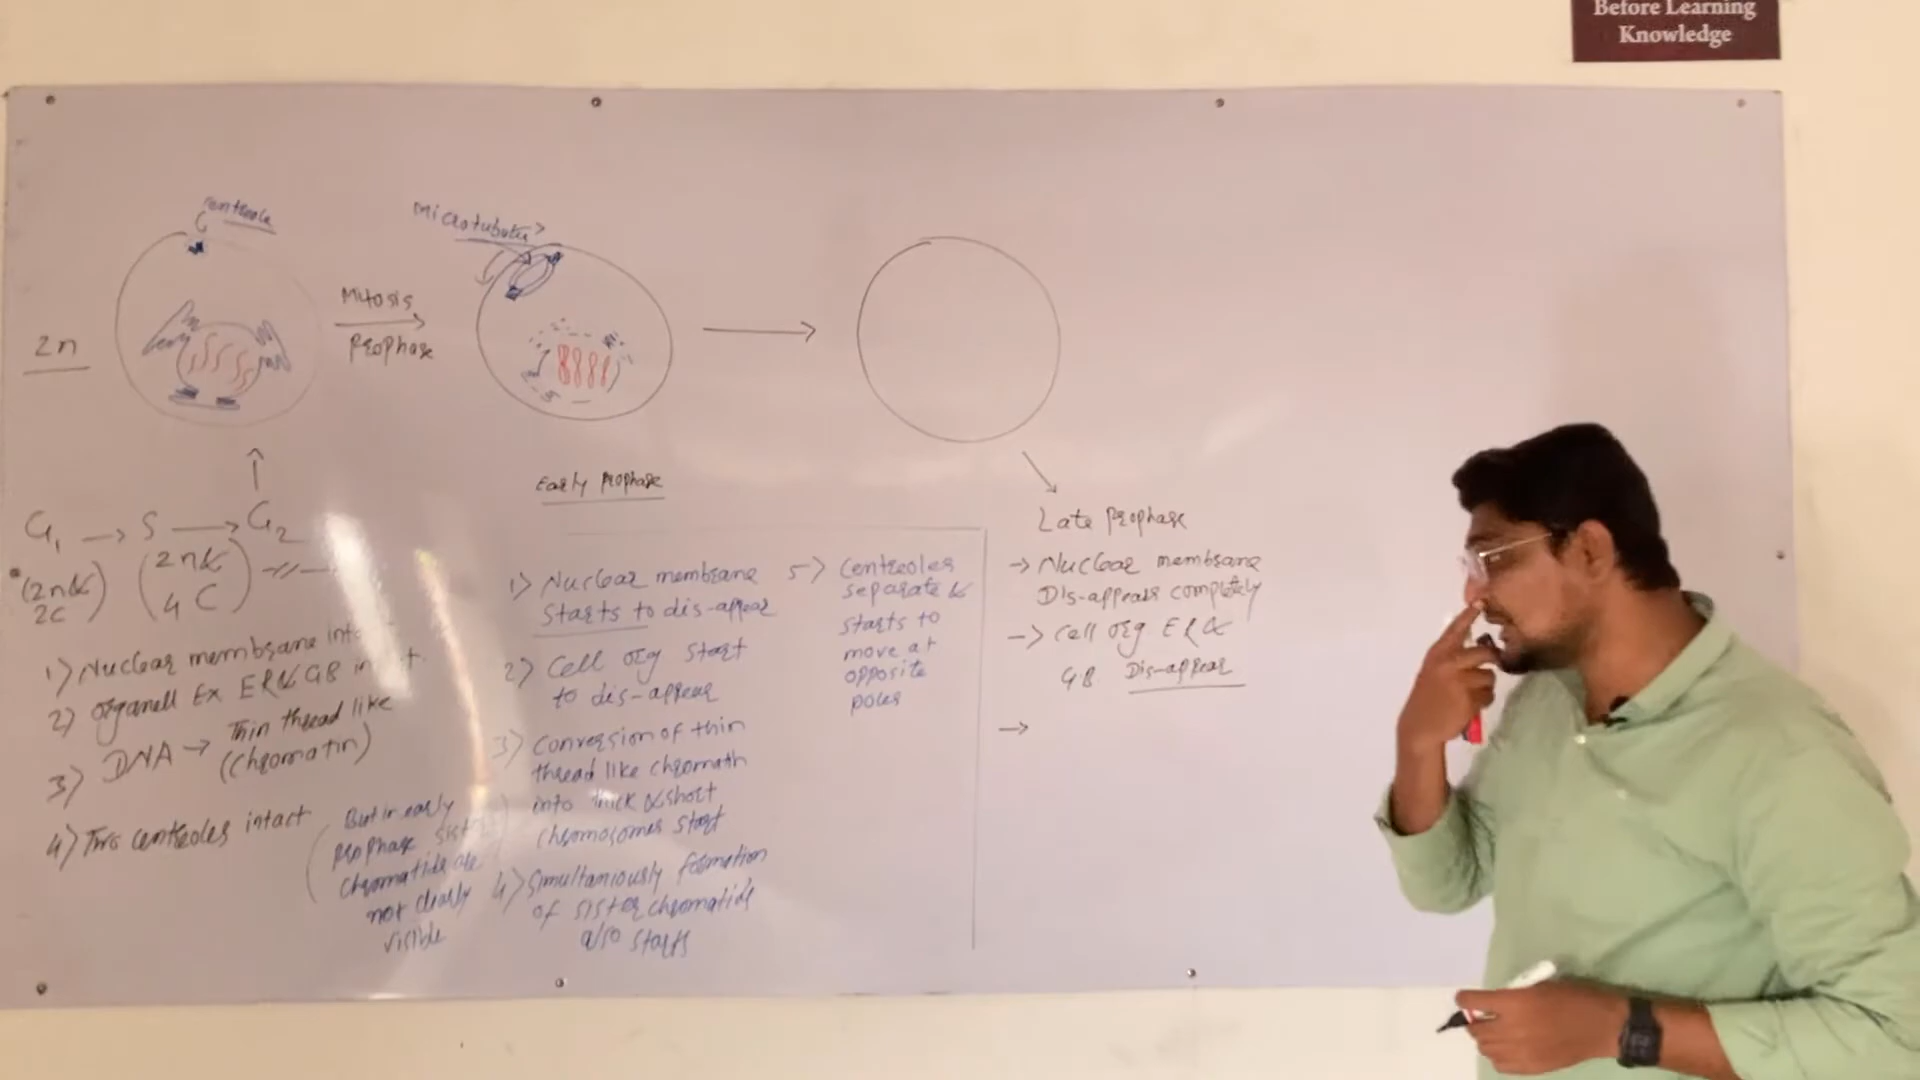 Before Learning
Knowledge
Centriole
Microtubules
2n
Mitosis
Prophase
Early Prophase
G1 → S → G2
(2n &
2C)
(2n &
4C)
1) Nuclear membrane intact
2) Organell Ex ER & GB intact
3) DNA → Thin thread like
(Chromatin)
4) Two centrioles intact
(But in early
prophase sister
chromatids are
not clearly
visible)
1) Nuclear membrane
starts to dis-appear
2) Cell org start
to dis-appear
3) Conversion of thin
thread like chromatin
into thick & short
chromosomes start
4) Simultaniously formation
of sister chromatids
also starts
5) Centrioles
separate &
starts to
move at
opposite
poles
Late Prophase
→ Nuclear membrane
Dis-appears completely
→ Cell org ER &
GB. Dis-appear
→